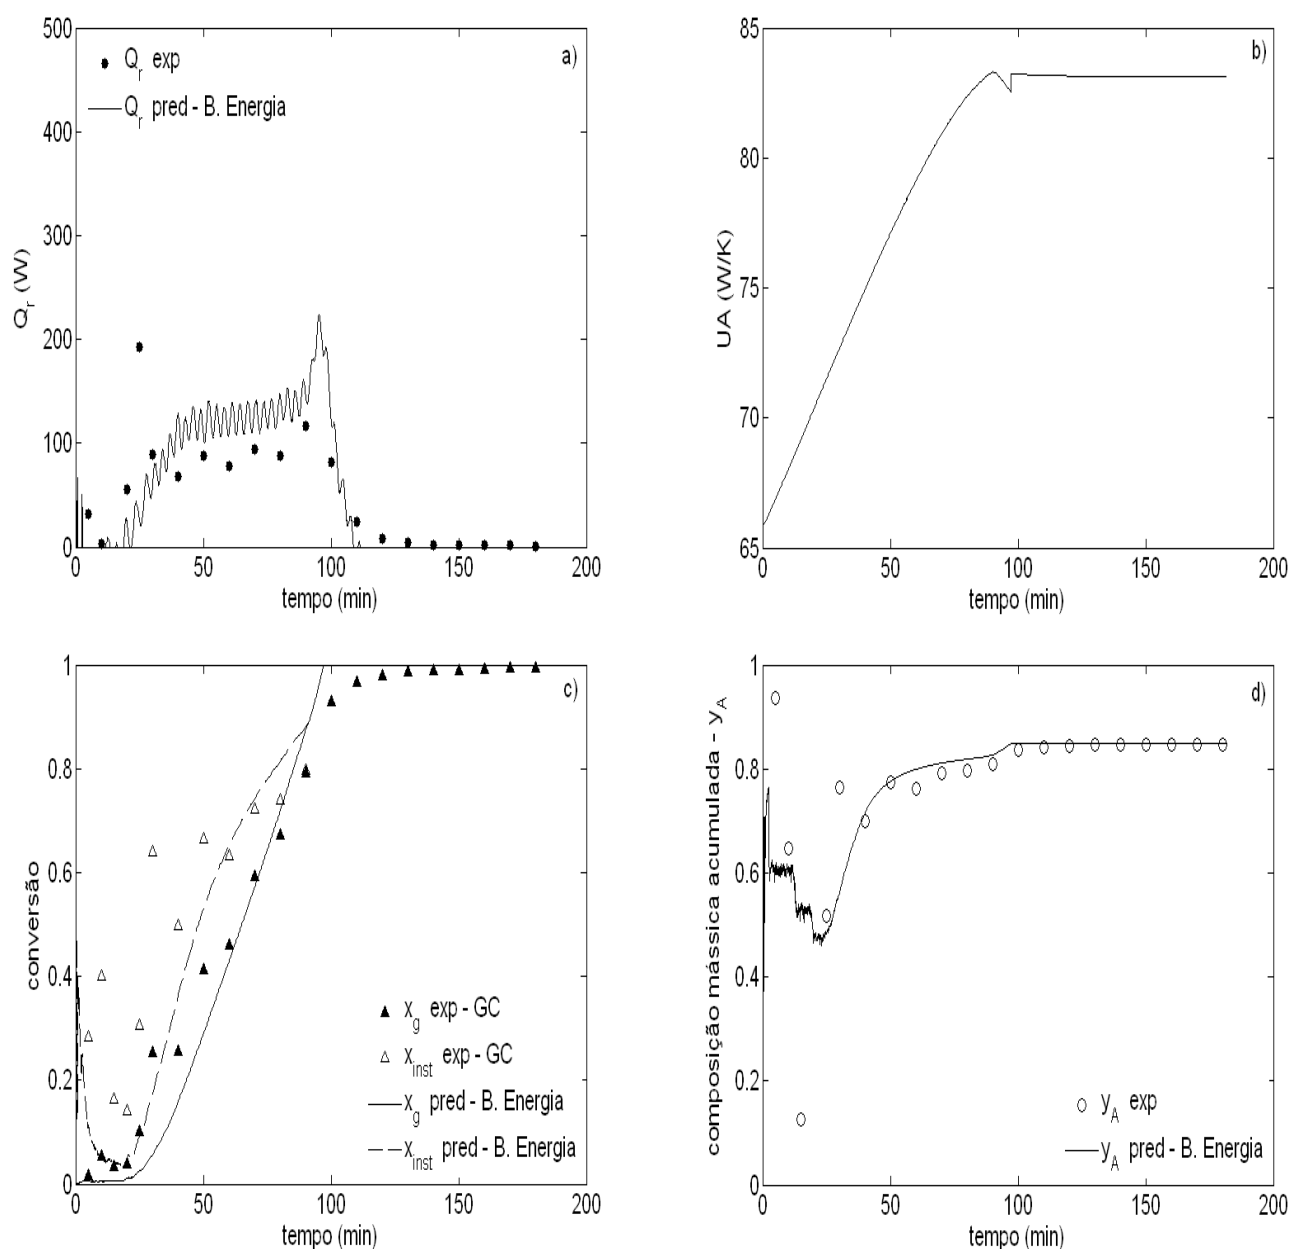 a)
Q_r exp
Q_r pred - B. Energia
500
400
300
200
100
0
Q_r (W)
0 50 100 150 200
tempo (min)
b)
85
80
75
70
65
UA (W/K)
0 50 100 150 200
tempo (min)
c)
1
0.8
0.6
0.4
0.2
0
conversão
x_g exp - GC
x_inst exp - GC
x_g pred - B. Energia
x_inst pred - B. Energia
0 50 100 150 200
tempo (min)
d)
1
0.8
0.6
0.4
0.2
0
composição mássica acumulada - y_A
y_A exp
y_A pred - B. Energia
0 50 100 150 200
tempo (min)